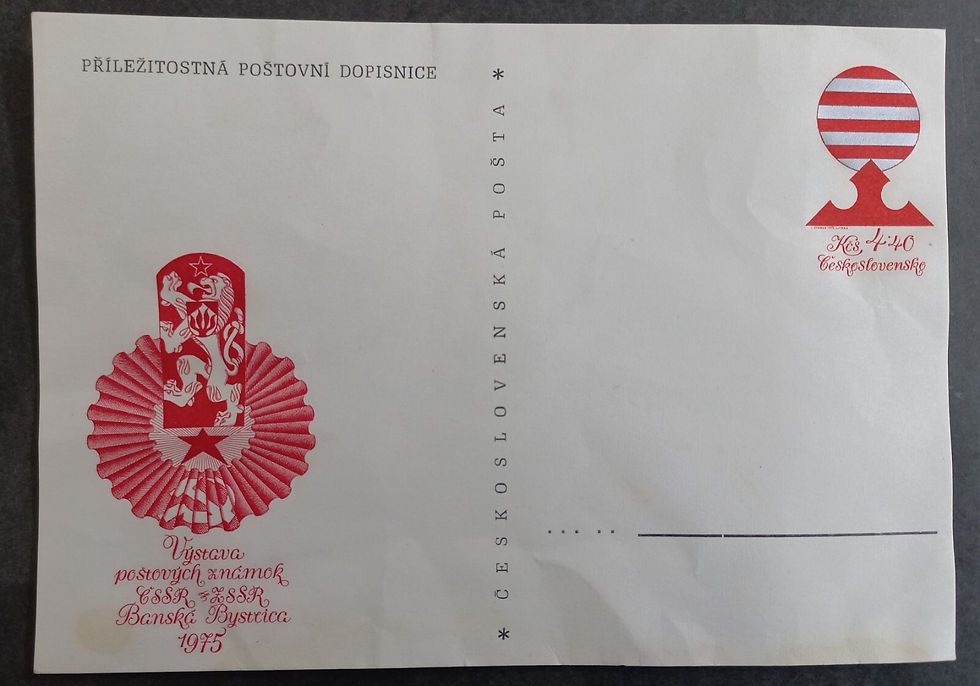 PŘÍLEŽITOSTNÁ POŠTOVNÍ DOPISNICE
* ČESKOSLOVENSKÁ POŠTA *
Kčs 4·40
Československo
Výstava
poštových známok
ČSSR - ZSSR
Banská Bystrica
1975